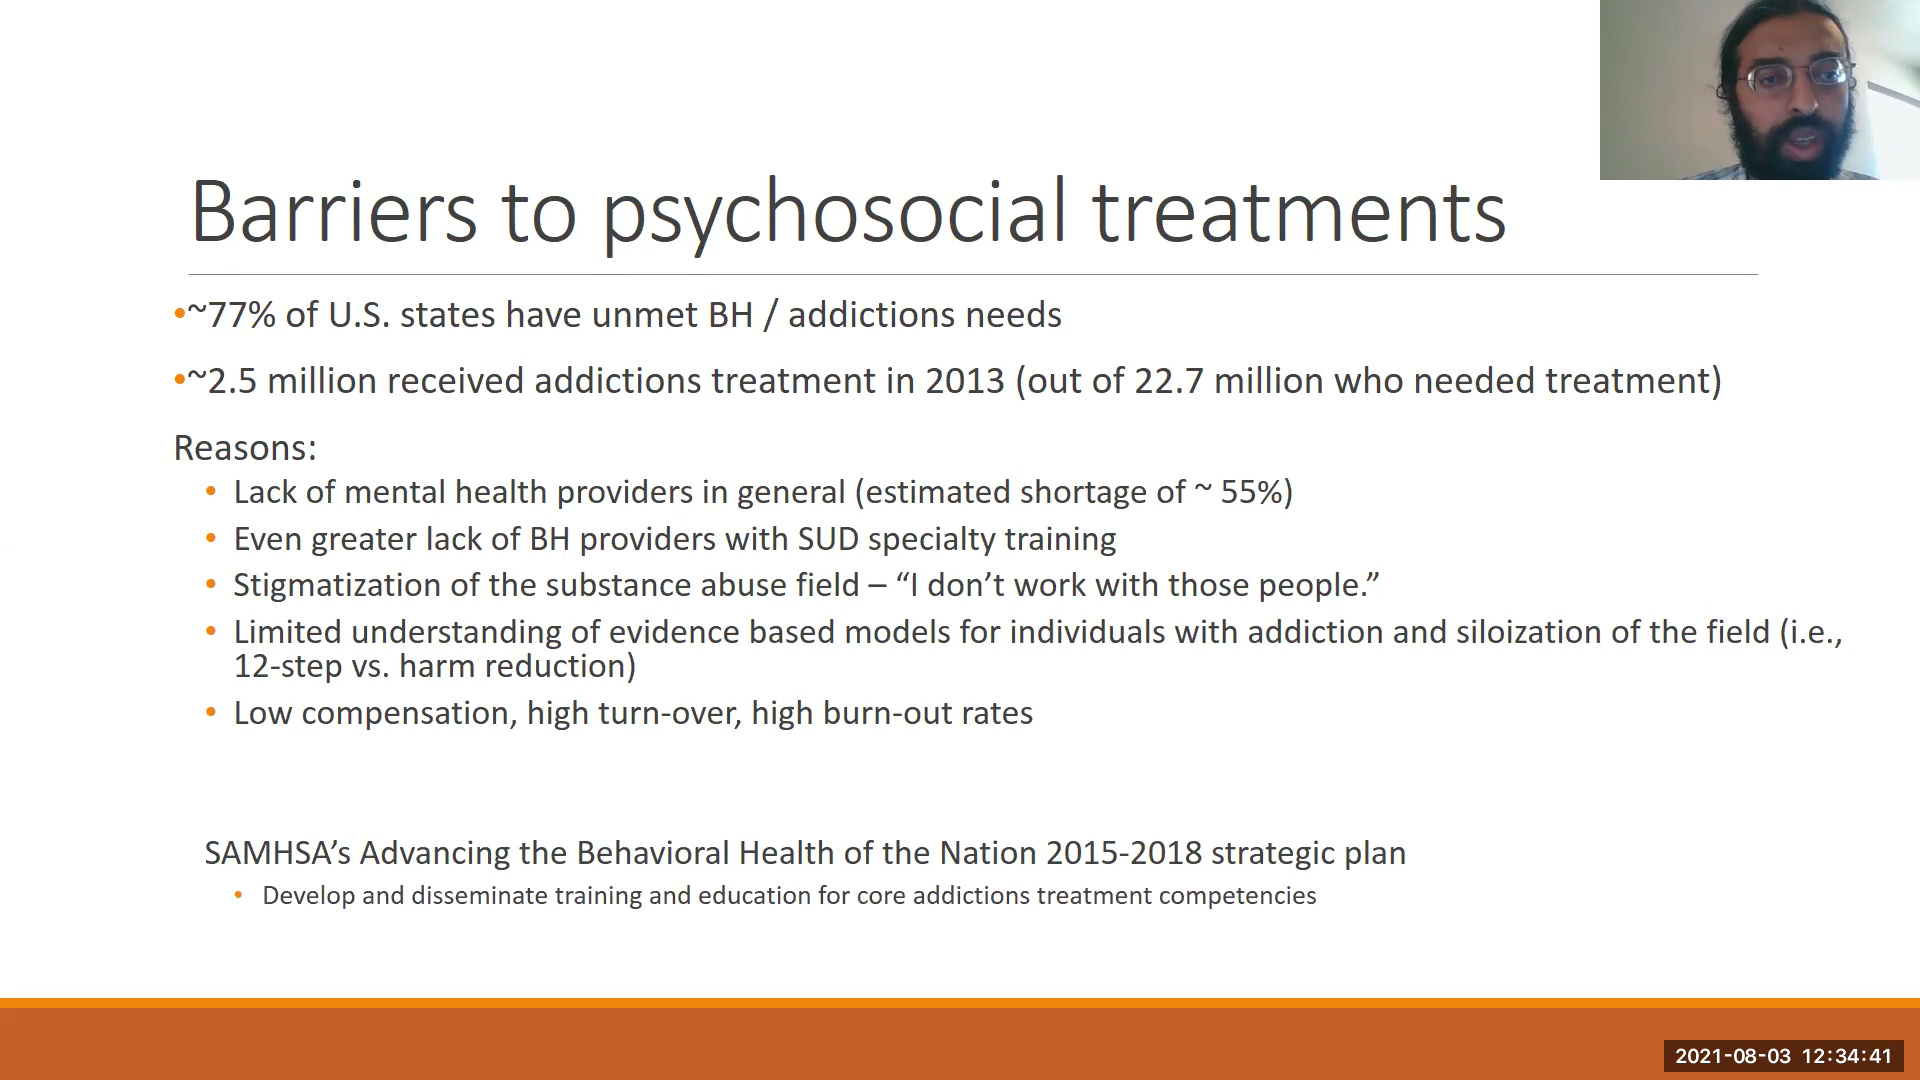 Barriers to psychosocial treatments
•~77% of U.S. states have unmet BH / addictions needs
•~2.5 million received addictions treatment in 2013 (out of 22.7 million who needed treatment)
Reasons:
• Lack of mental health providers in general (estimated shortage of ~ 55%)
• Even greater lack of BH providers with SUD specialty training
• Stigmatization of the substance abuse field – “I don’t work with those people.”
• Limited understanding of evidence based models for individuals with addiction and siloization of the field (i.e.,
12-step vs. harm reduction)
• Low compensation, high turn-over, high burn-out rates
SAMHSA’s Advancing the Behavioral Health of the Nation 2015-2018 strategic plan
• Develop and disseminate training and education for core addictions treatment competencies
2021-08-03 12:34:41